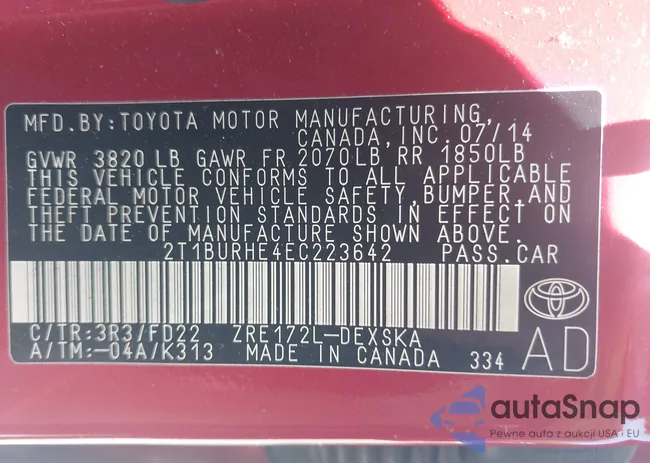 MFD.BY:TOYOTA MOTOR MANUFACTURING,
CANADA,INC. 07/14
GVWR 3820LB GAWR FR 2070LB RR 1850LB
THIS VEHICLE CONFORMS TO ALL APPLICABLE
FEDERAL MOTOR VEHICLE SAFETY,BUMPER,AND
THEFT PREVENTION STANDARDS IN EFFECT ON
THE DATE OF MANUFACTURE SHOWN ABOVE.
2T1BURHE4EC223642 PASS.CAR
C/TR:3R3/FD22 ZRE172L-DEXSKA
A/TM:-04A/K313 MADE IN CANADA 334
AD
autaSnap
Pewne auta z aukcji USA i EU